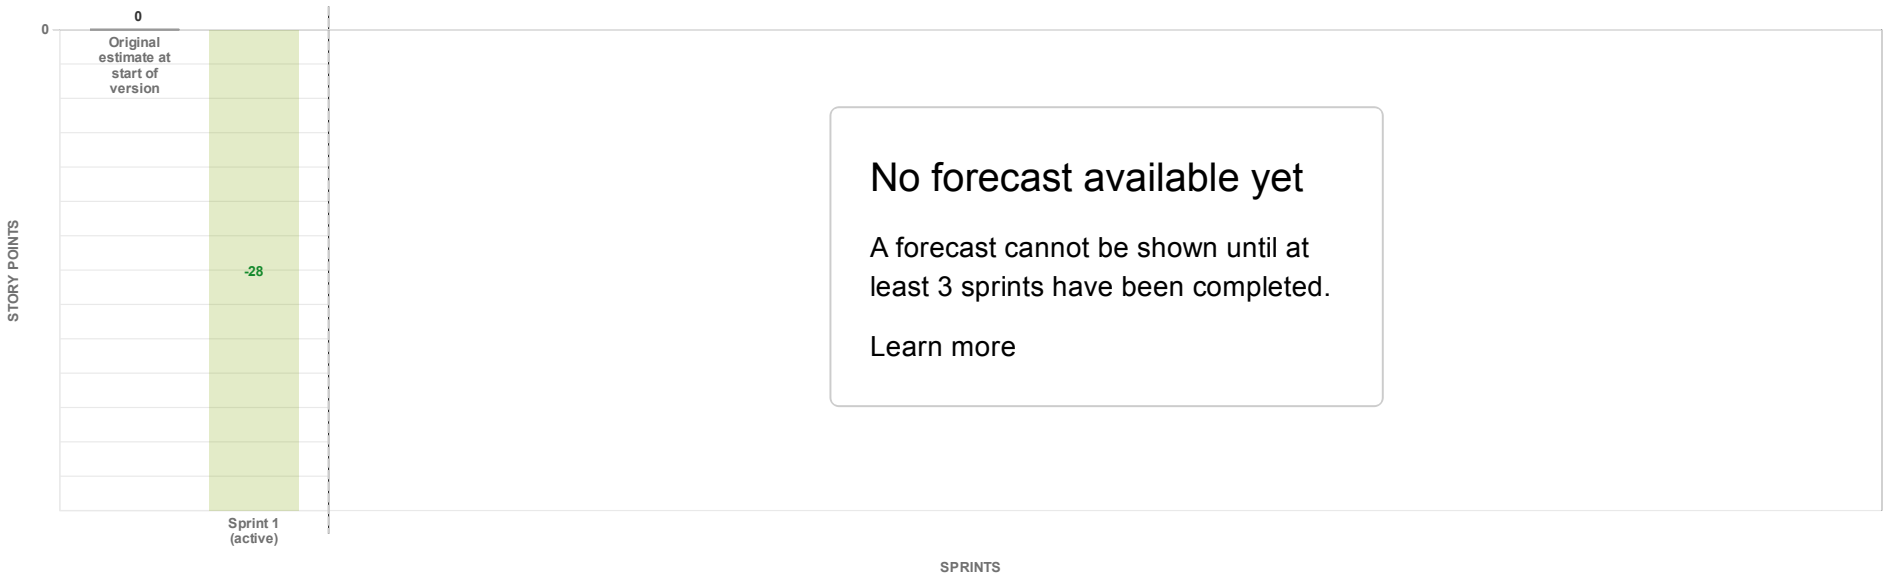 0
0
Original
estimate at
start of
version
STORY POINTS
-28
No forecast available yet
A forecast cannot be shown until at
least 3 sprints have been completed.
Learn more
Sprint 1
(active)
SPRINTS